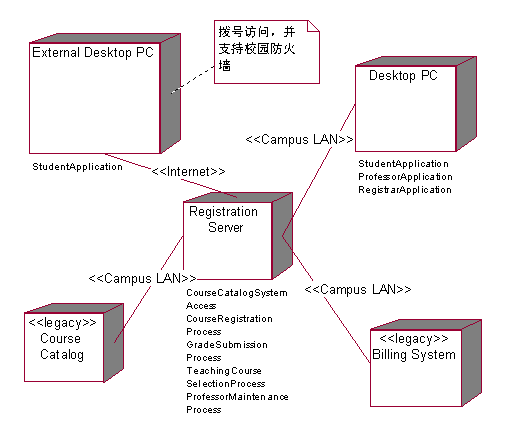 External Desktop PC
拨号访问，并
支持校园防火
墙
StudentApplication
Desktop PC
<<Campus LAN>>
StudentApplication
ProfessorApplication
RegistrarApplication
<<Internet>>
Registration
Server
<<Campus LAN>>
<<Campus LAN>>
CourseCatalogSystem
Access
CourseRegistration
Process
GradeSubmission
Process
TeachingCourse
SelectionProcess
ProfessorMaintenance
Process
<<legacy>>
Course
Catalog
<<legacy>>
Billing System